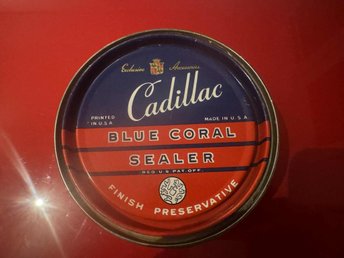 Exclusive Accessories
Cadillac
PRINTED IN U.S.A
MADE IN U.S.A
BLUE CORAL
SEALER
REG. U.S. PAT. OFF.
FINISH PRESERVATIVE